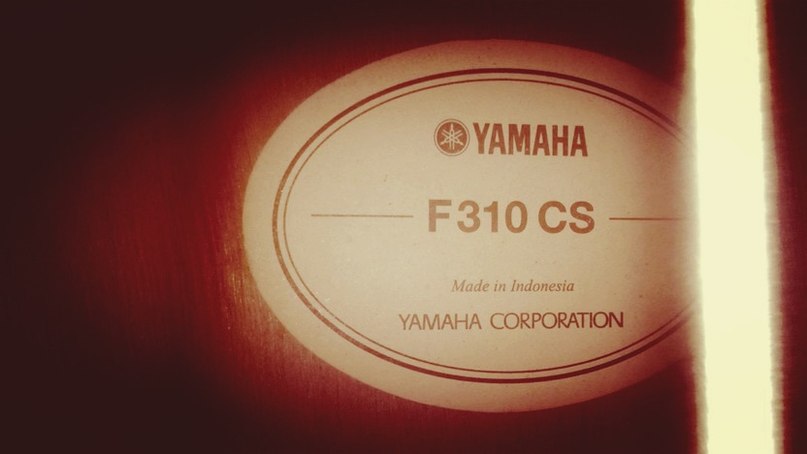 YAMAHA
F310 CS
Made in Indonesia
YAMAHA CORPORATION